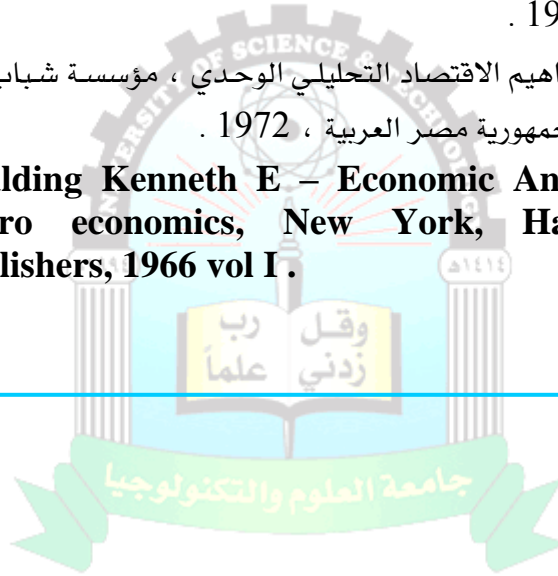 . 19
اهيم الاقتصاد التحليلي الوحدي ، مؤسسة شباب
جمهورية مصر العربية ، 1972 .
lding Kenneth E – Economic An
ro economics, New York, Ha
lishers, 1966 vol I .
SCIENCE &
١٤١٤هـ
وقل رب
زدني علماً
جامعة العلوم والتكنولوجيا